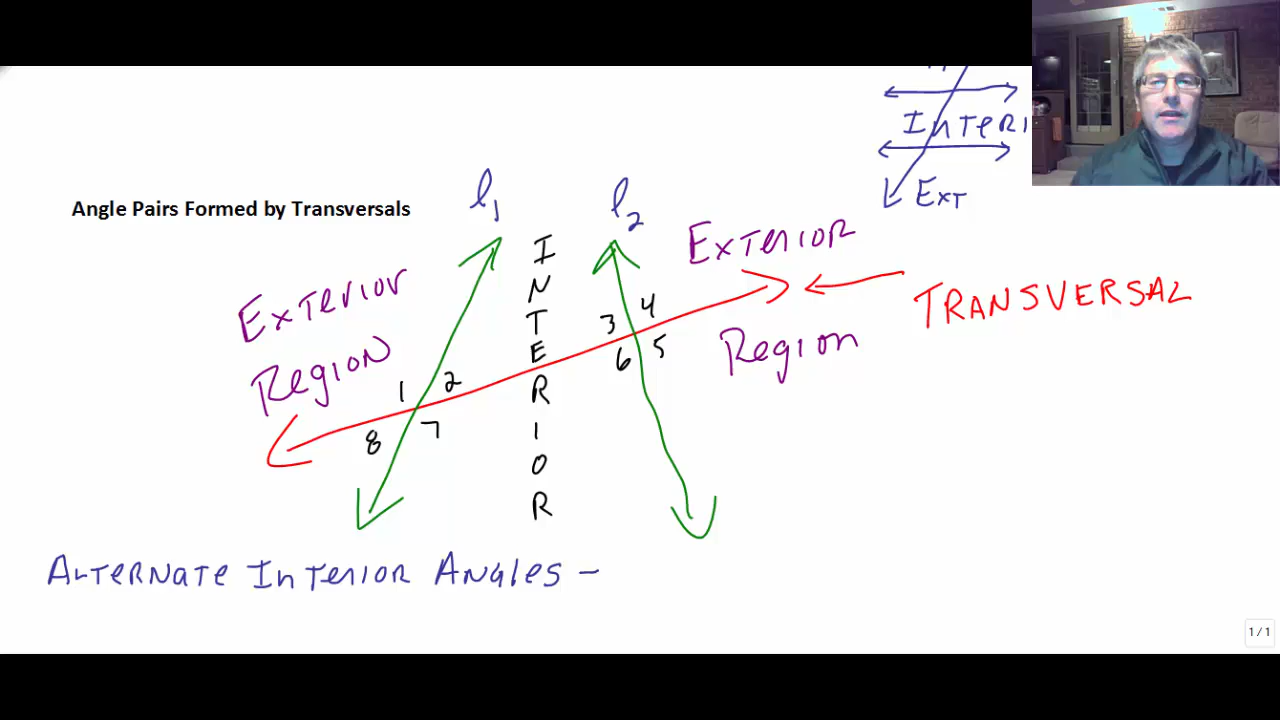 InTERI
Ext
Angle Pairs Formed by Transversals
l1
l2
INTERIOR
Exterior
Region
Exterior
Region
TRANSVERSAL
1
2
3
4
5
6
7
8
Alternate Interior Angles –
1 / 1